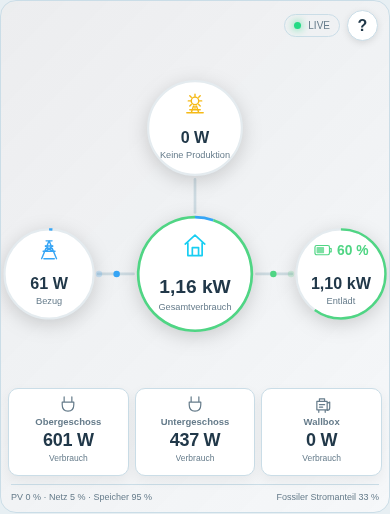 LIVE
?
0 W
Keine Produktion
61 W
Bezug
1,16 kW
Gesamtverbrauch
60 %
1,10 kW
Entlädt
Obergeschoss
601 W
Verbrauch
Untergeschoss
437 W
Verbrauch
Wallbox
0 W
Verbrauch
PV 0 % · Netz 5 % · Speicher 95 %
Fossiler Stromanteil 33 %